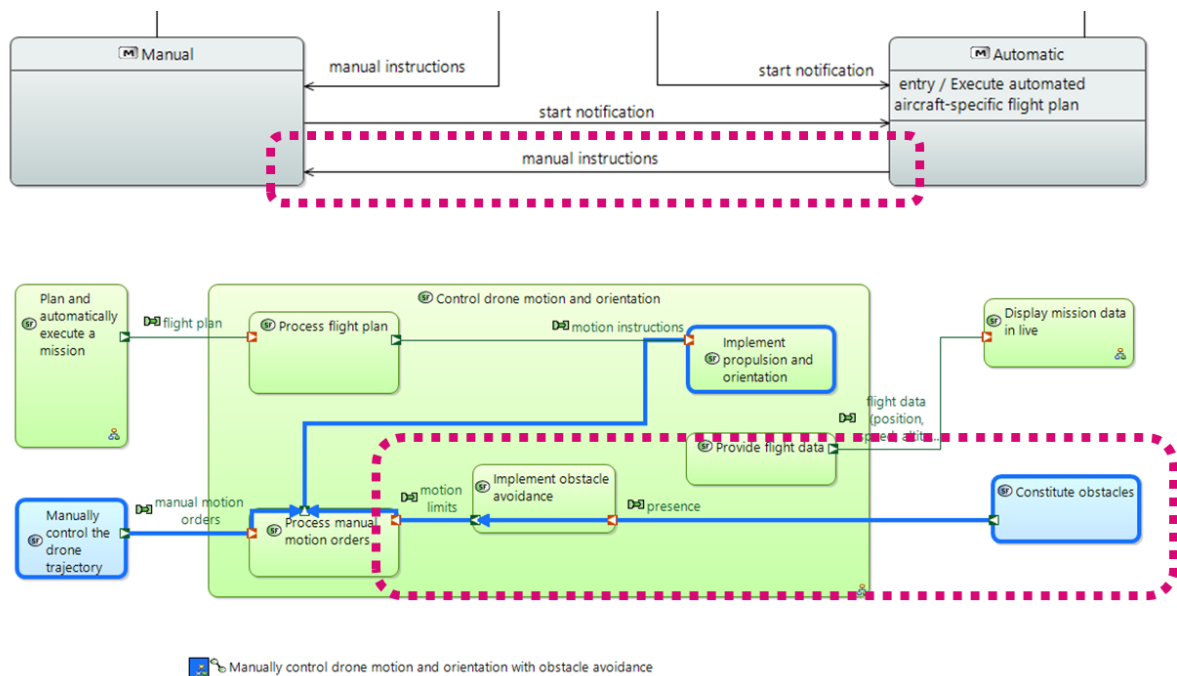 M Manual
manual instructions
start notification
M Automatic
entry / Execute automated
aircraft-specific flight plan
start notification
manual instructions
Plan and
automatically
execute a
mission
flight plan
Control drone motion and orientation
Process flight plan
motion instructions
Implement
propulsion and
orientation
Display mission data
in live
flight data
(position,
speed, altit...
Provide flight data
Manually
control the
drone
trajectory
manual motion
orders
Process manual
motion orders
motion
limits
Implement obstacle
avoidance
presence
Constitute obstacles
Manually control drone motion and orientation with obstacle avoidance